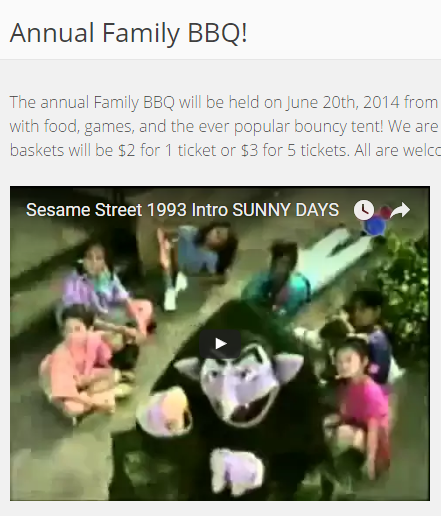 Annual Family BBQ!
The annual Family BBQ will be held on June 20th, 2014 from
with food, games, and the ever popular bouncy tent! We are
baskets will be $2 for 1 ticket or $3 for 5 tickets. All are
Sesame Street 1993 Intro SUNNY DAYS